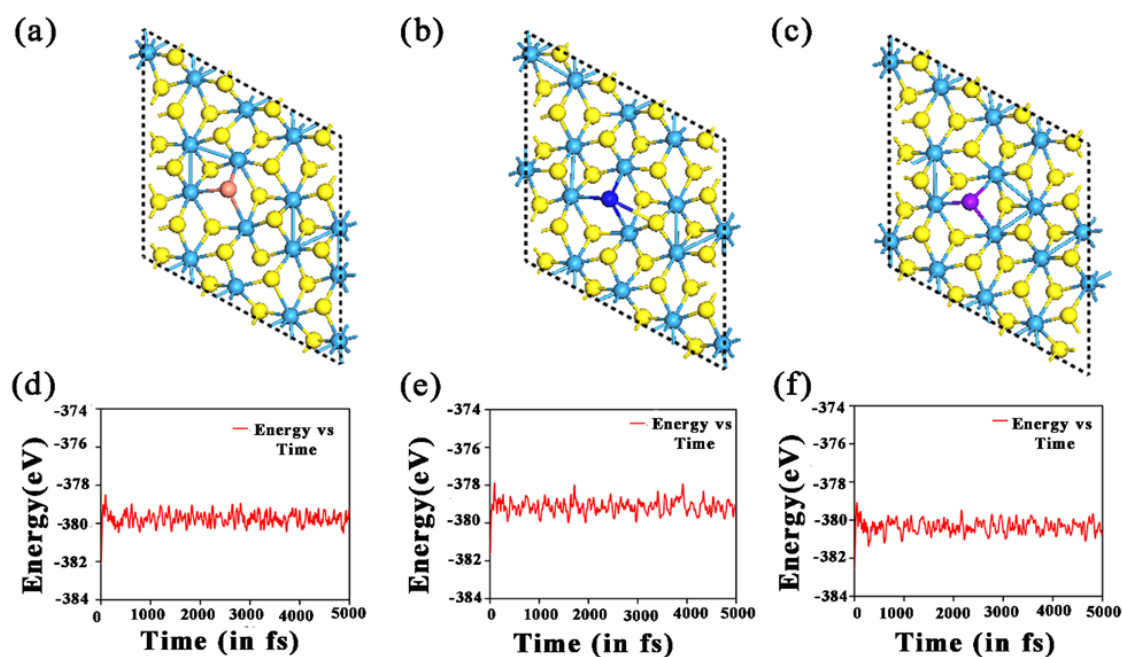 (a)
(b)
(c)
(d)
(e)
(f)
-374
-376
-378
-380
-382
-384
Energy(eV)
Energy vs
Time
0
1000
2000
3000
4000
5000
Time (in fs)
-374
-376
-378
-380
-382
-384
Energy(eV)
Energy vs
Time
0
1000
2000
3000
4000
5000
Time (in fs)
-374
-376
-378
-380
-382
-384
Energy(eV)
Energy vs
Time
0
1000
2000
3000
4000
5000
Time (in fs)